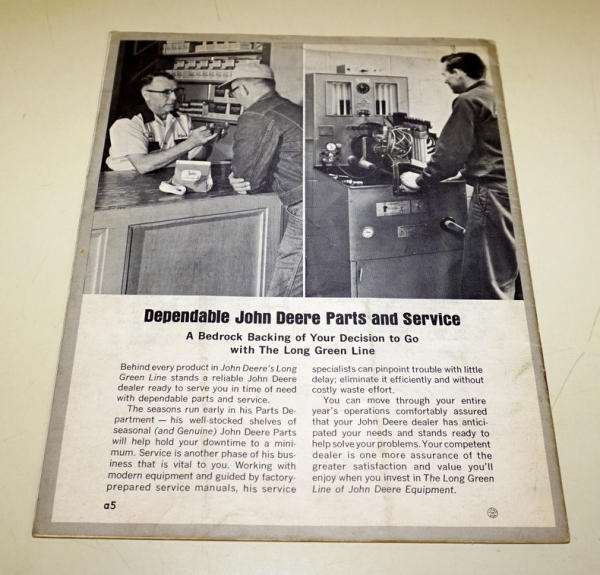 Dependable John Deere Parts and Service
A Bedrock Backing of Your Decision to Go
with The Long Green Line
Behind every product in John Deere's Long
Green Line stands a reliable John Deere
dealer ready to serve you in time of need
with dependable parts and service.
The seasons run early in his Parts De-
partment — his well-stocked shelves of
seasonal (and Genuine) John Deere Parts
will help hold your downtime to a mini-
mum. Service is another phase of his bus-
iness that is vital to you. Working with
modern equipment and guided by factory-
prepared service manuals, his service
specialists can pinpoint trouble with little
delay; eliminate it efficiently and without
costly waste effort.
You can move through your entire
year's operations comfortably assured
that your John Deere dealer has antici-
pated your needs and stands ready to
help solve your problems. Your competent
dealer is one more assurance of the
greater satisfaction and value you'll
enjoy when you invest in The Long Green
Line of John Deere Equipment.
a5